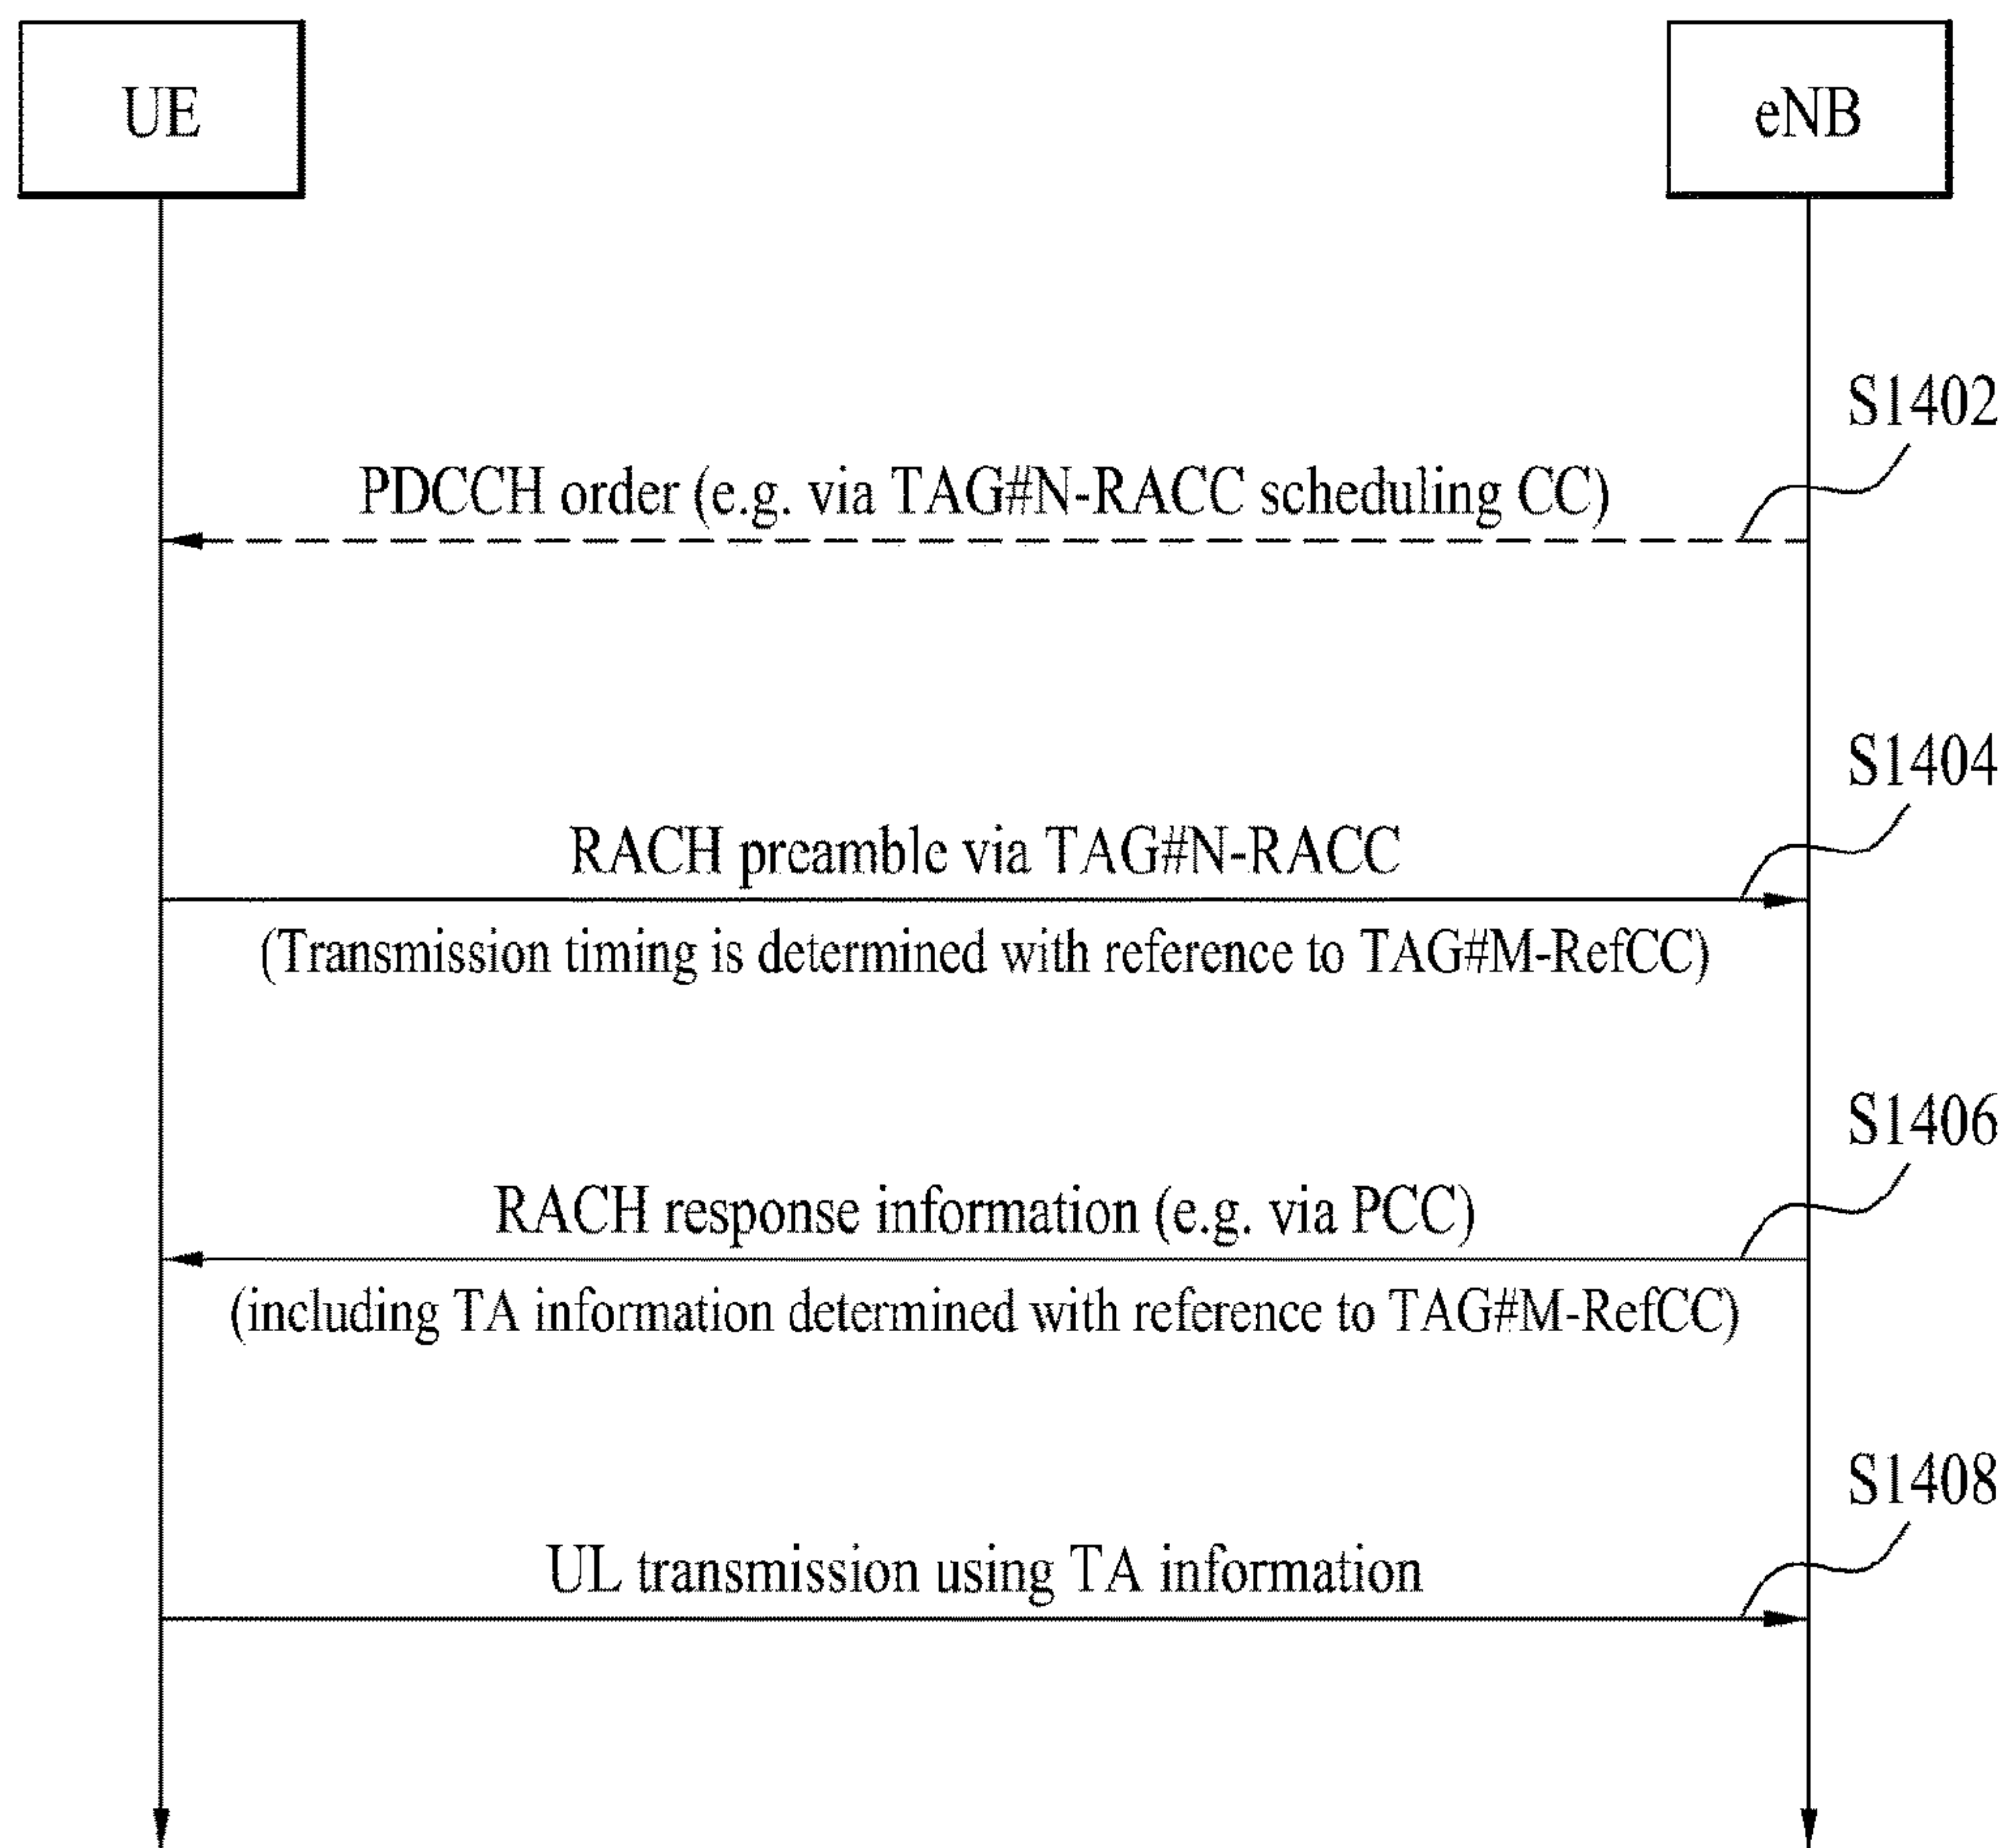 UE
eNB
S1402
PDCCH order (e.g. via TAG#N-RACC scheduling CC)
S1404
RACH preamble via TAG#N-RACC
(Transmission timing is determined with reference to TAG#M-RefCC)
S1406
RACH response information (e.g. via PCC)
(including TA information determined with reference to TAG#M-RefCC)
S1408
UL transmission using TA information